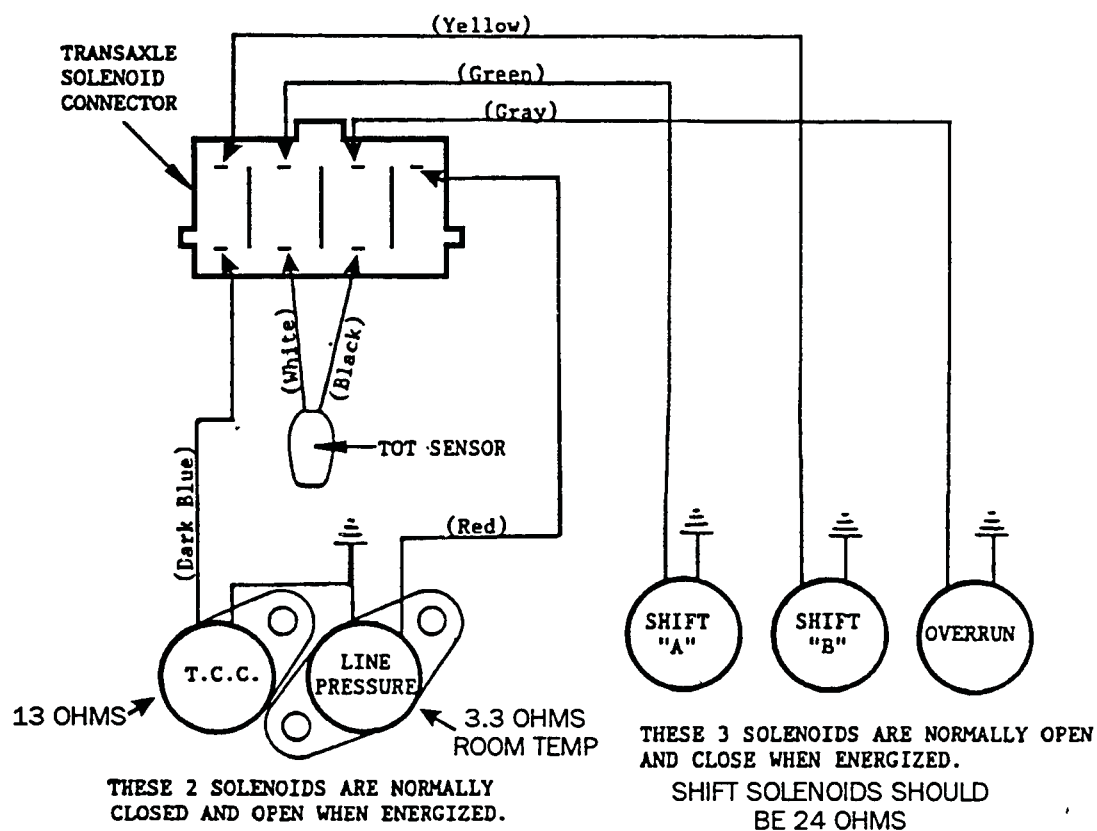 (Yellow)
TRANSAXLE
SOLENOID
CONNECTOR
(Green)
(Gray)
(White)
(Black)
TOT SENSOR
(Dark Blue)
(Red)
T.C.C.
LINE
PRESSURE
SHIFT
"A"
SHIFT
"B"
OVERRUN
13 OHMS
3.3 OHMS
ROOM TEMP
THESE 2 SOLENOIDS ARE NORMALLY
CLOSED AND OPEN WHEN ENERGIZED.
THESE 3 SOLENOIDS ARE NORMALLY OPEN
AND CLOSE WHEN ENERGIZED.
SHIFT SOLENOIDS SHOULD
BE 24 OHMS